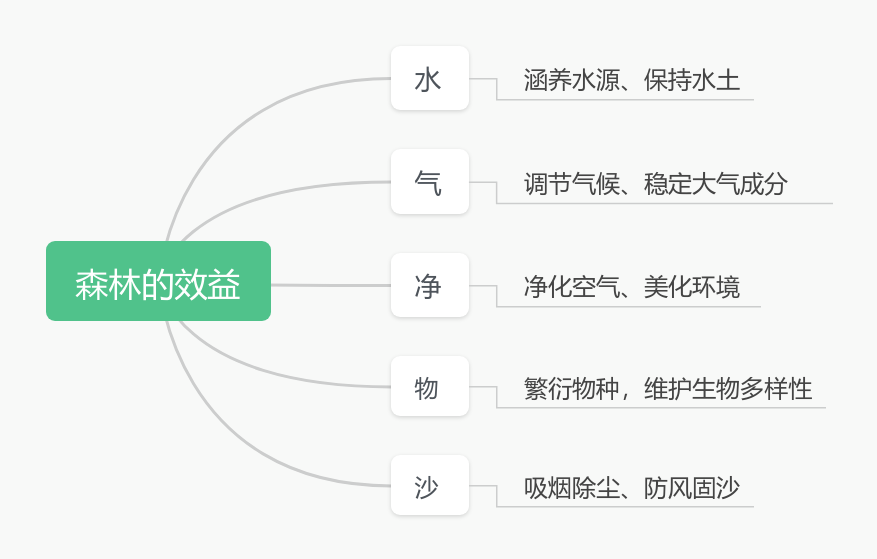 森林的效益
水
涵养水源、保持水土
气
调节气候、稳定大气成分
净
净化空气、美化环境
物
繁衍物种，维护生物多样性
沙
吸烟除尘、防风固沙